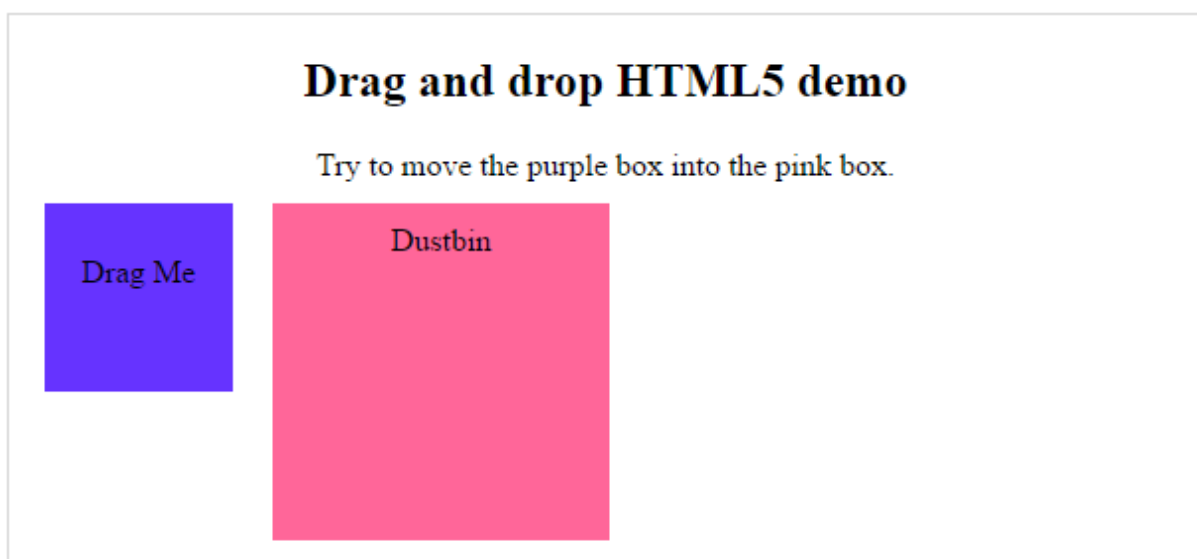 Drag and drop HTML5 demo
Try to move the purple box into the pink box.
Drag Me
Dustbin